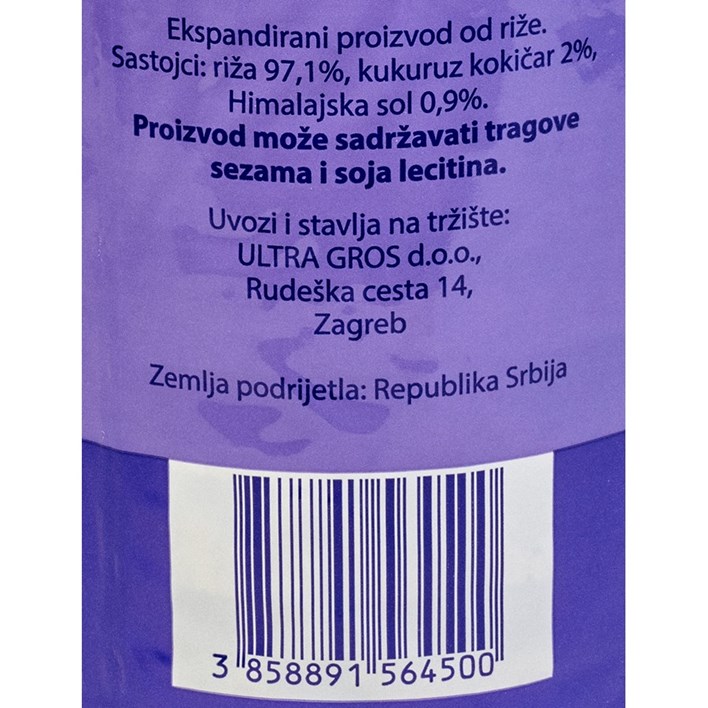 Ekspandirani proizvod od riže.
Sastojci: riža 97,1%, kukuruz kokičar 2%,
Himalajska sol 0,9%.
Proizvod može sadržavati tragove
sezama i soja lecitina.
Uvozi i stavlja na tržište:
ULTRA GROS d.o.o.,
Rudeška cesta 14,
Zagreb
Zemlja podrijetla: Republika Srbija
3 858891 564500